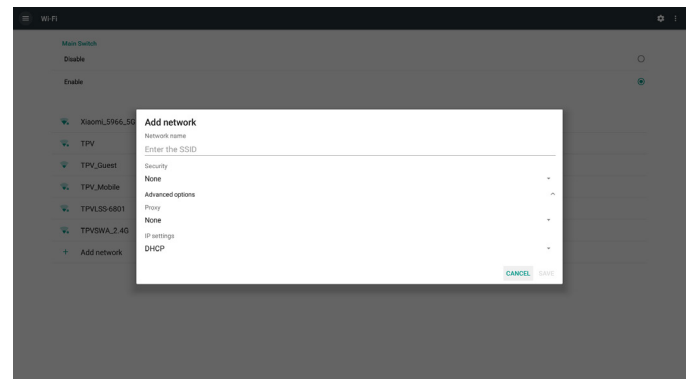 Wi-Fi
Main Switch
Disable
Enable
Xiaomi_5966_5G
TPV
TPV_Guest
TPV_Mobile
TPVLSS-6801
TPVSWA_2.4G
+ Add network
Add network
Network name
Enter the SSID
Security
None
Advanced options
Proxy
None
IP settings
DHCP
CANCEL SAVE